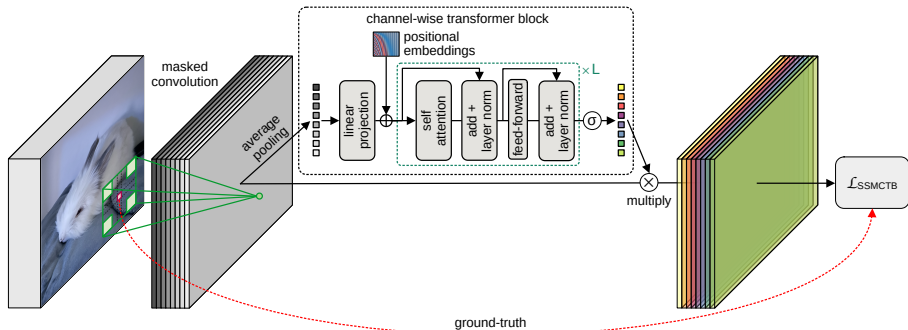 channel-wise transformer block
positional
embeddings
× L
masked
convolution
average
pooling
linear
projection
self
attention
add +
layer norm
feed-forward
add +
layer norm
σ
multiply
ℒSSMCTB
ground-truth